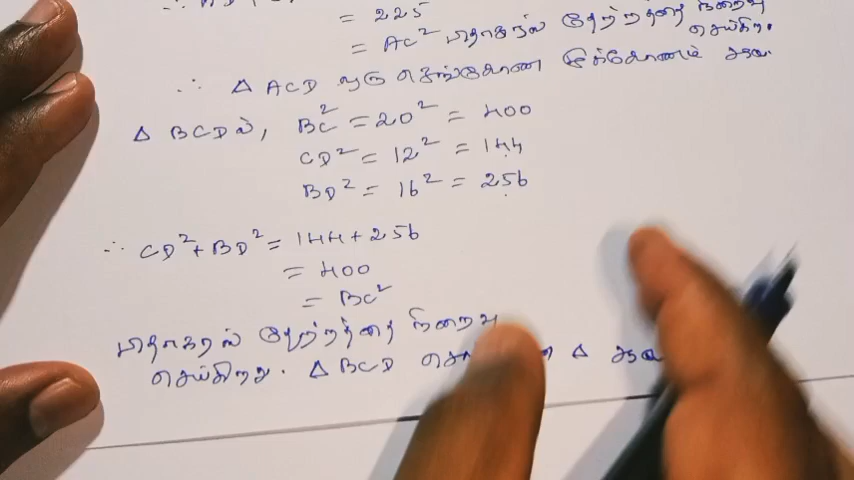 = 225
= AC² பிதாகரஸ் தேற்றத்தை நிறைவு
செய்கிறது.
∴ Δ ACD ஒரு செங்கோண முக்கோணம் ஆகும்.
Δ BCD ல், BC² = 20² = 400
CD² = 12² = 144
BD² = 16² = 256
∴ CD² + BD² = 144 + 256
= 400
= BC²
பிதாகரஸ் தேற்றத்தை நிறைவு
செய்கிறது. Δ BCD Δ